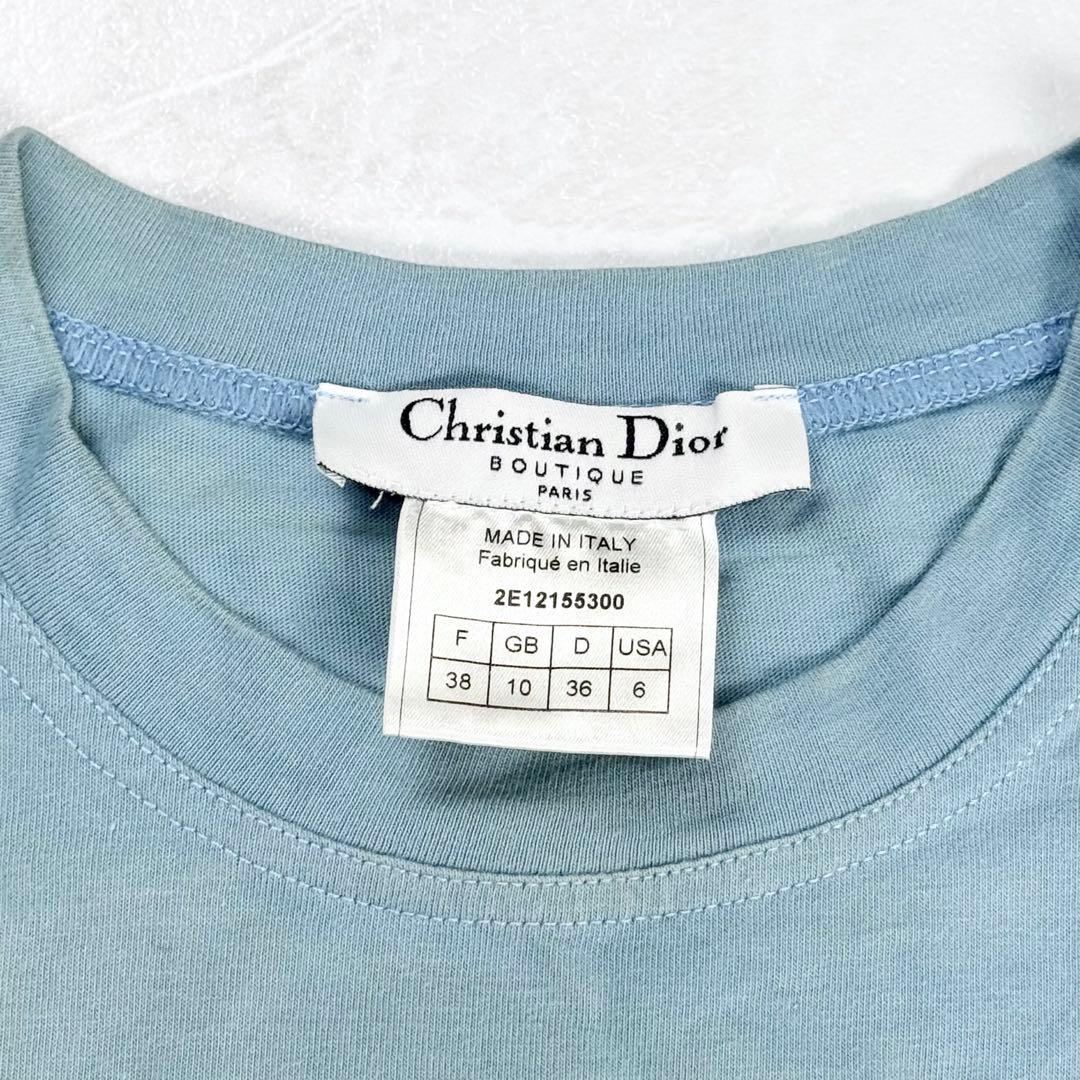 Christian Dior
BOUTIQUE
PARIS
MADE IN ITALY
Fabriqué en Italie
2E12155300
F GB D USA
38 10 36 6